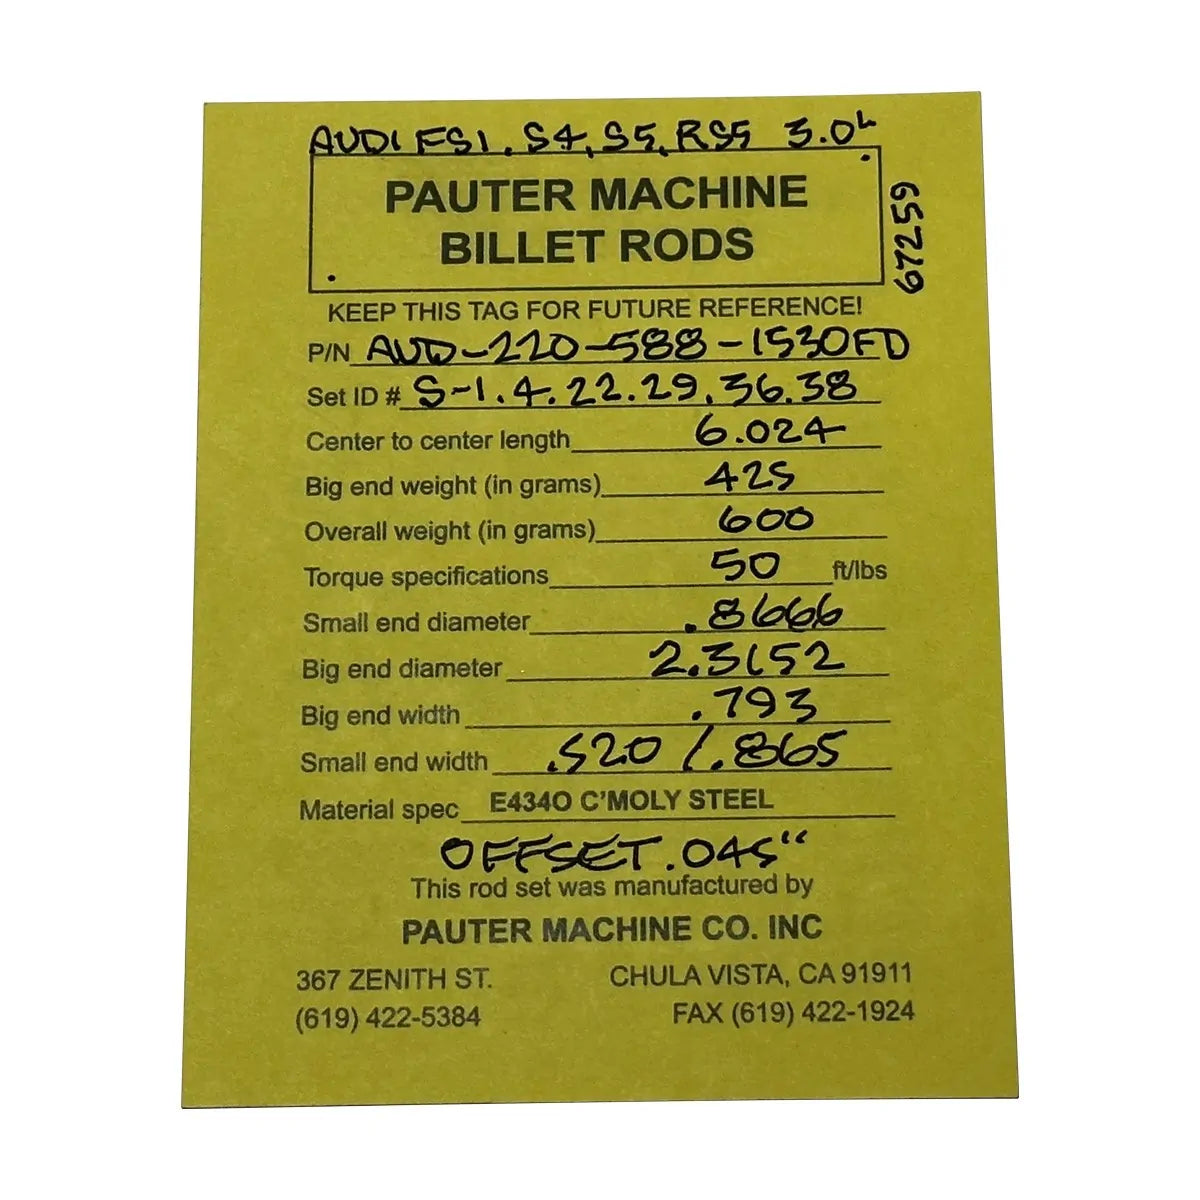 AUDI FSI, S4, S5, RS5 3.0L
PAUTER MACHINE
BILLET RODS
67259
KEEP THIS TAG FOR FUTURE REFERENCE!
P/N AUD-220-588-1530FD
Set ID # S-1.4.22.29.36.38
Center to center length 6.024
Big end weight (in grams) 425
Overall weight (in grams) 600
Torque specifications 50 ft/lbs
Small end diameter .8666
Big end diameter 2.3152
Big end width .793
Small end width .520 / .865
Material spec E4340 C'MOLY STEEL
OFFSET .045"
This rod set was manufactured by
PAUTER MACHINE CO. INC
367 ZENITH ST. CHULA VISTA, CA 91911
(619) 422-5384 FAX (619) 422-1924